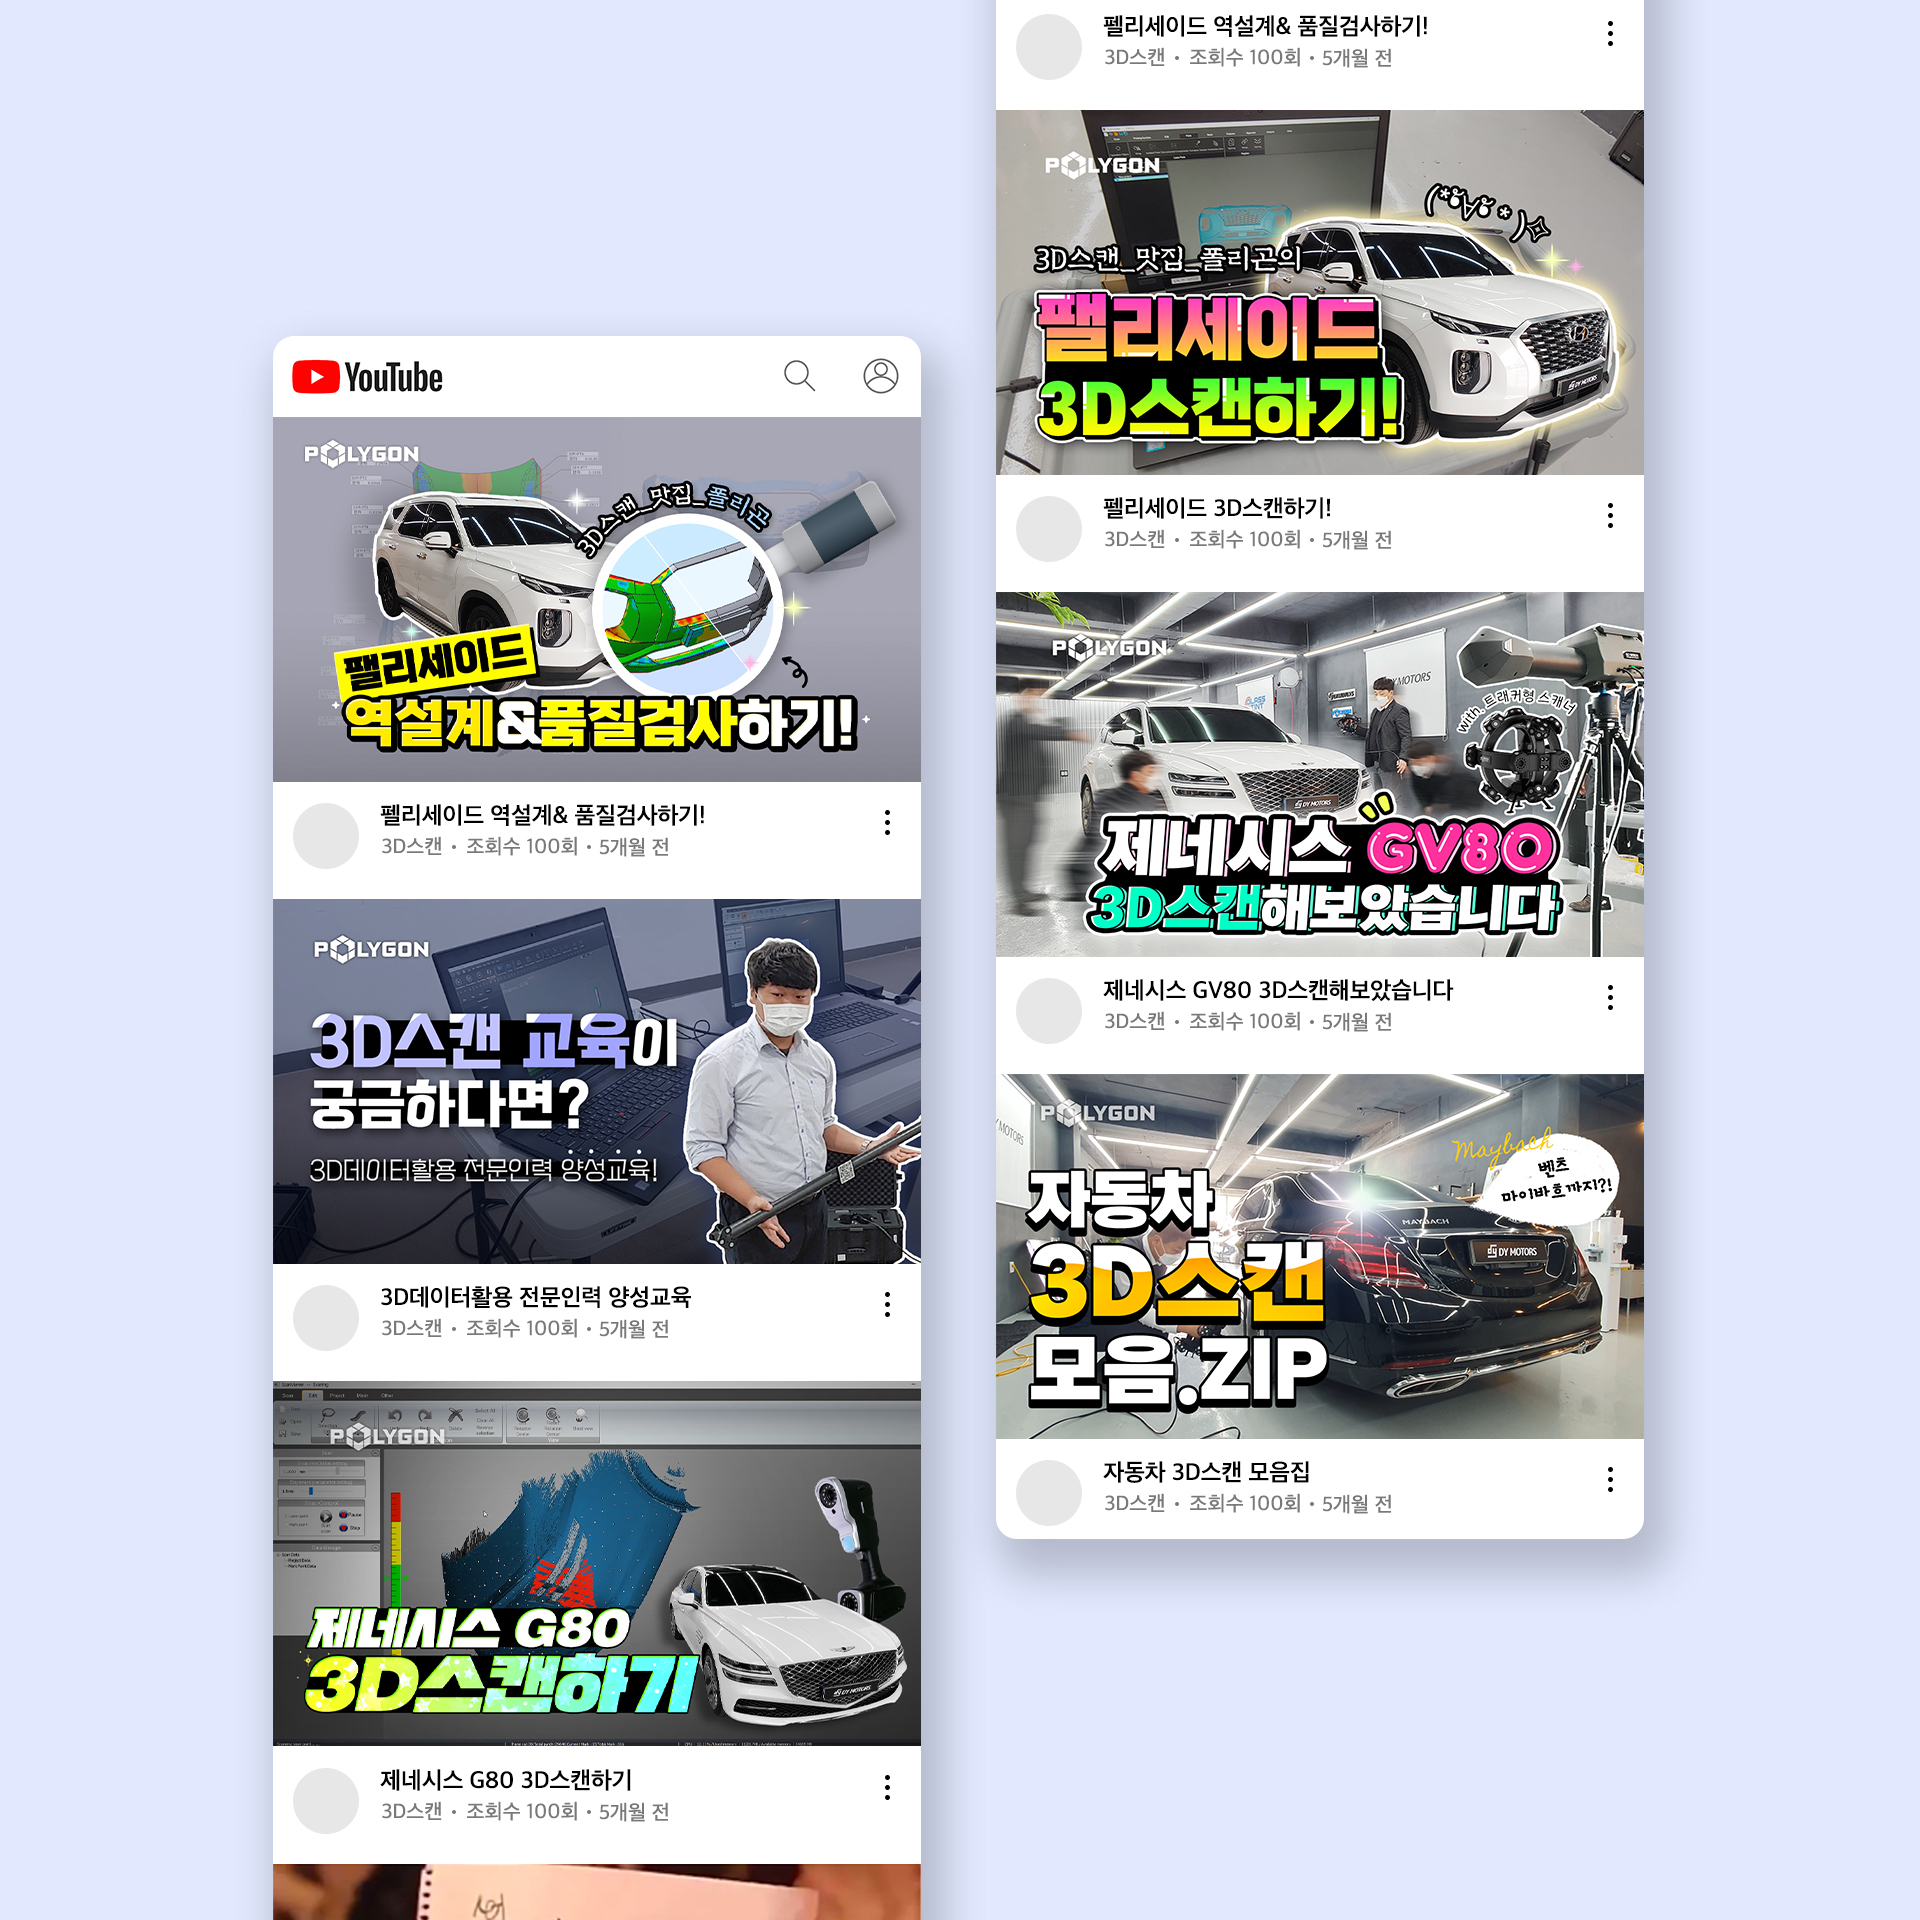 YouTube
POLYGON
3D스캔_맛집_폴리곤
팰리세이드
역설계&품질검사하기!
펠리세이드 역설계& 품질검사하기!
3D스캔 • 조회수 100회 • 5개월 전
POLYGON
3D스캔 교육이
궁금하다면?
3D데이터활용 전문인력 양성교육!
3D데이터활용 전문인력 양성교육
3D스캔 • 조회수 100회 • 5개월 전
POLYGON
제네시스 G80
3D스캔하기
DY MOTORS
제네시스 G80 3D스캔하기
3D스캔 • 조회수 100회 • 5개월 전
펠리세이드 역설계& 품질검사하기!
3D스캔 • 조회수 100회 • 5개월 전
POLYGON
3D스캔_맛집_폴리곤의
팰리세이드
3D스캔하기!
DY MOTORS
펠리세이드 3D스캔하기!
3D스캔 • 조회수 100회 • 5개월 전
POLYGON
DY MOTORS
with. 트래커형 스캐너
DY MOTORS
제네시스 GV80
3D스캔해보았습니다
제네시스 GV80 3D스캔해보았습니다
3D스캔 • 조회수 100회 • 5개월 전
POLYGON
Y MOTORS
Maybach
벤츠
마이바흐까지?!
자동차
3D스캔
모음.ZIP
MAYBACH
dy DY MOTORS
자동차 3D스캔 모음집
3D스캔 • 조회수 100회 • 5개월 전